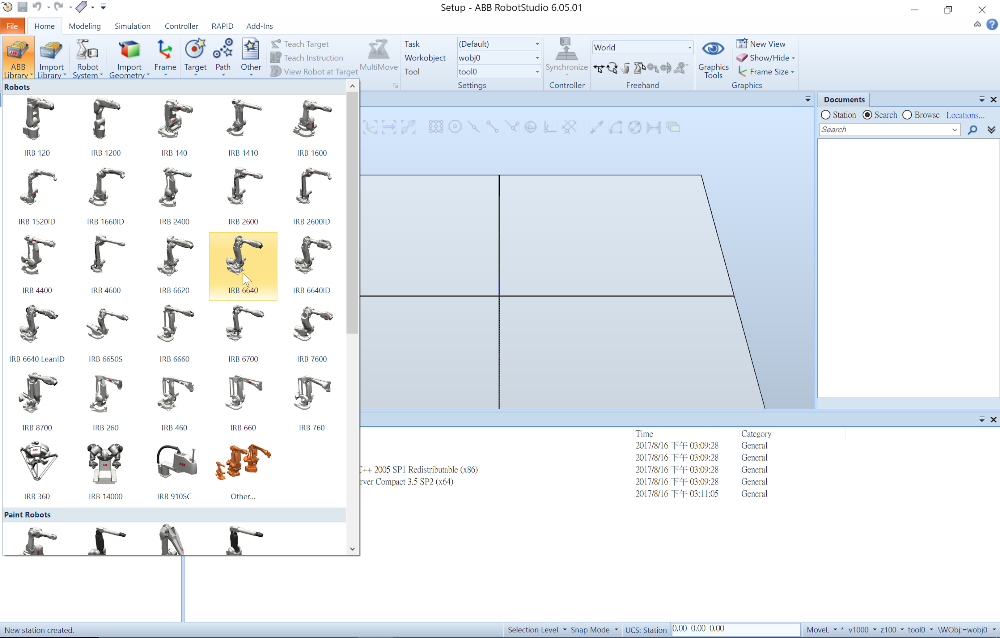 Setup - ABB RobotStudio 6.05.01
File Home Modeling Simulation Controller RAPID Add-Ins
ABB Library
Import Library
Robot System
Import Geometry
Frame
Target
Path
Other
Teach Target
Teach Instruction
View Robot at Target
MultiMove
Task (Default)
Workobject wobj0
Tool tool0
Settings
Synchronize
Controller
World
Freehand
Graphics Tools
New View
Show/Hide
Frame Size
Graphics
Robots
IRB 120 IRB 1200 IRB 140 IRB 1410 IRB 1600
IRB 1520ID IRB 1660ID IRB 2400 IRB 2600 IRB 2600ID
IRB 4400 IRB 4600 IRB 6620 IRB 6640 IRB 6640ID
IRB 6640 LeanID IRB 6650S IRB 6660 IRB 6700 IRB 7600
IRB 8700 IRB 260 IRB 460 IRB 660 IRB 760
IRB 360 IRB 14000 IRB 910SC Other...
Paint Robots
Documents
Station Search Browse Locations...
Search
Time Category
2017/8/16 下午 03:09:28 General
2017/8/16 下午 03:09:28 General
C++ 2005 SP1 Redistributable (x86) 2017/8/16 下午 03:09:28 General
rver Compact 3.5 SP2 (x64) 2017/8/16 下午 03:09:28 General
2017/8/16 下午 03:11:05 General
New station created.
Selection Level Snap Mode UCS: Station 0.00 0.00 0.00 MoveL * v1000 z100 tool0 \WObj:=wobj0